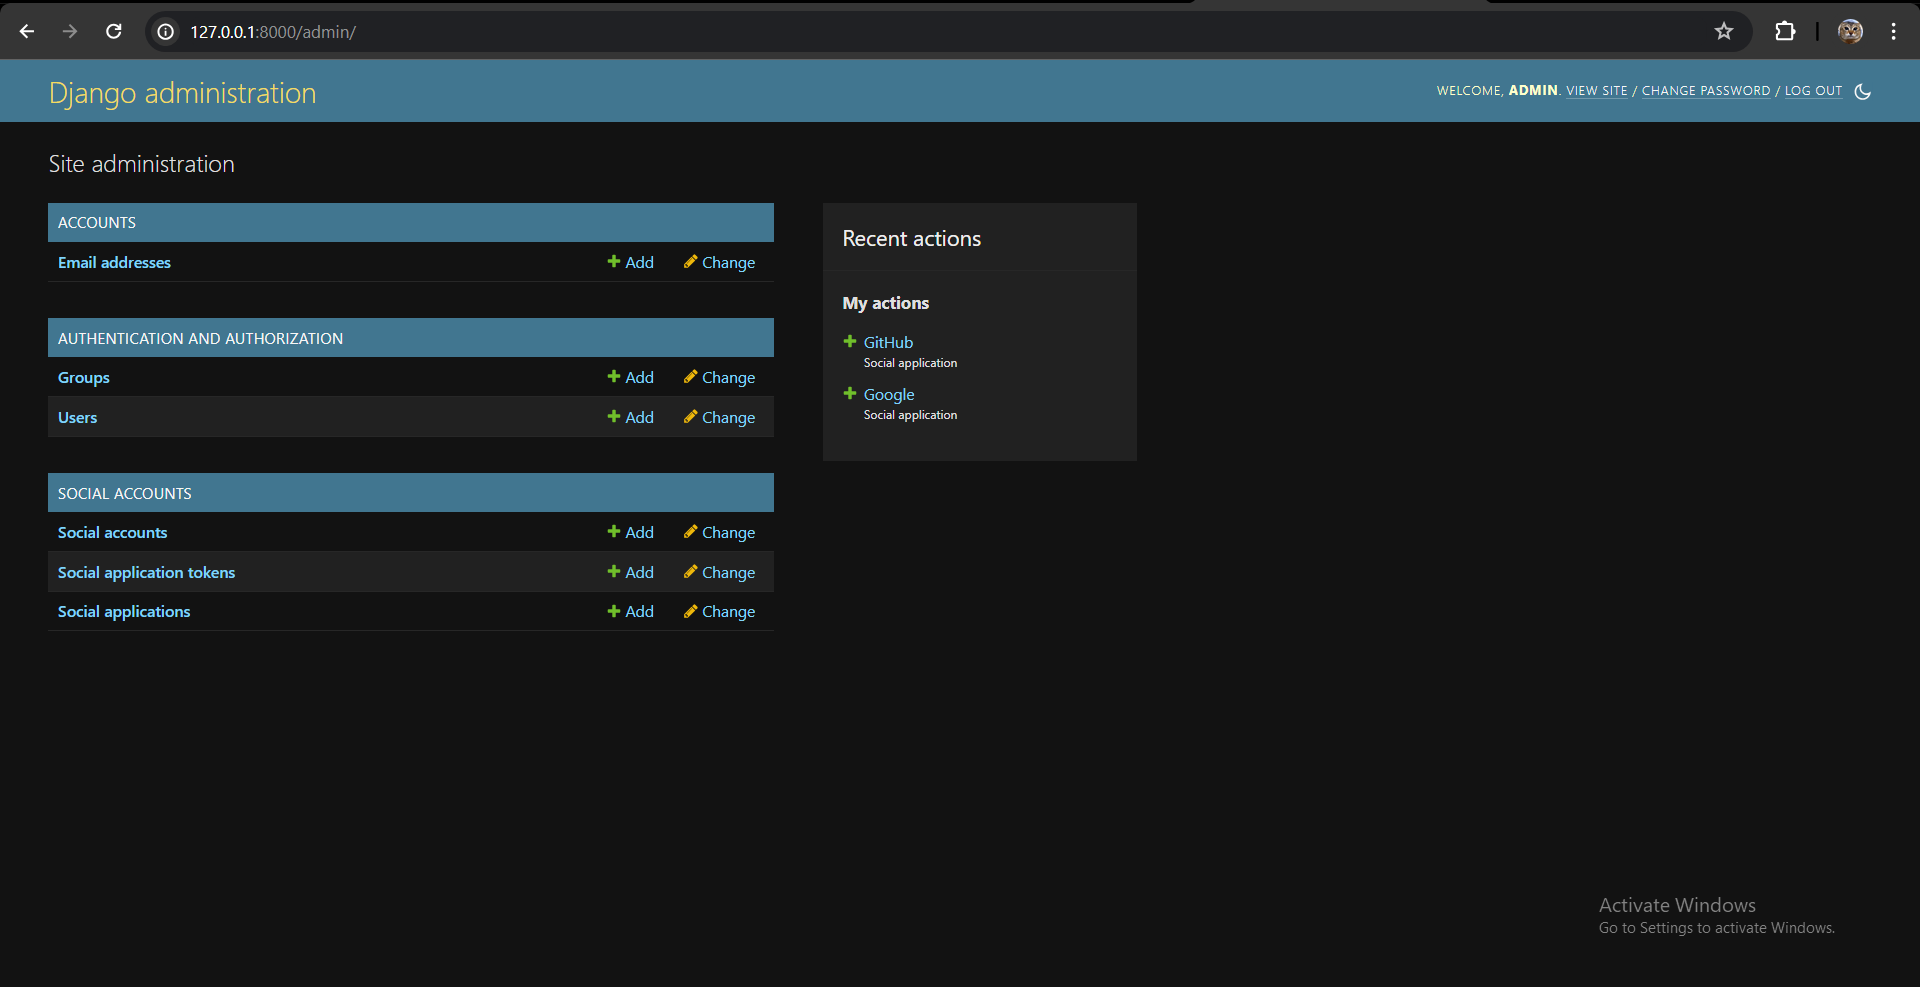 127.0.0.1:8000/admin/
Django administration
WELCOME, ADMIN. VIEW SITE / CHANGE PASSWORD / LOG OUT
Site administration
ACCOUNTS
Email addresses Add Change
AUTHENTICATION AND AUTHORIZATION
Groups Add Change
Users Add Change
SOCIAL ACCOUNTS
Social accounts Add Change
Social application tokens Add Change
Social applications Add Change
Recent actions
My actions
GitHub
Social application
Google
Social application
Activate Windows
Go to Settings to activate Windows.